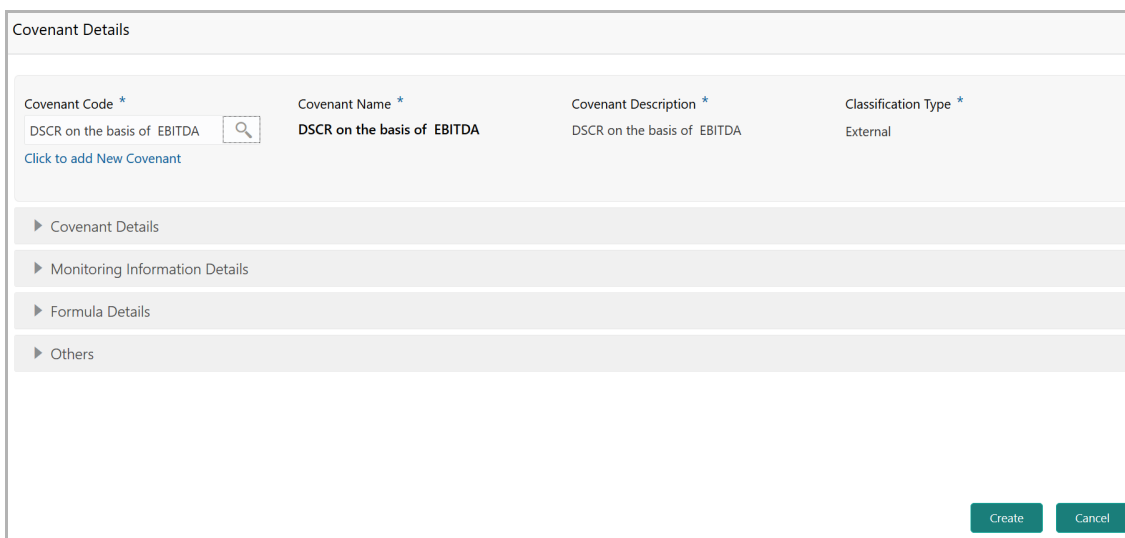 Covenant Details
Covenant Code * Covenant Name * Covenant Description * Classification Type *
DSCR on the basis of  EBITDA DSCR on the basis of  EBITDA DSCR on the basis of  EBITDA External
Click to add New Covenant
Covenant Details
Monitoring Information Details
Formula Details
Others
Create Cancel